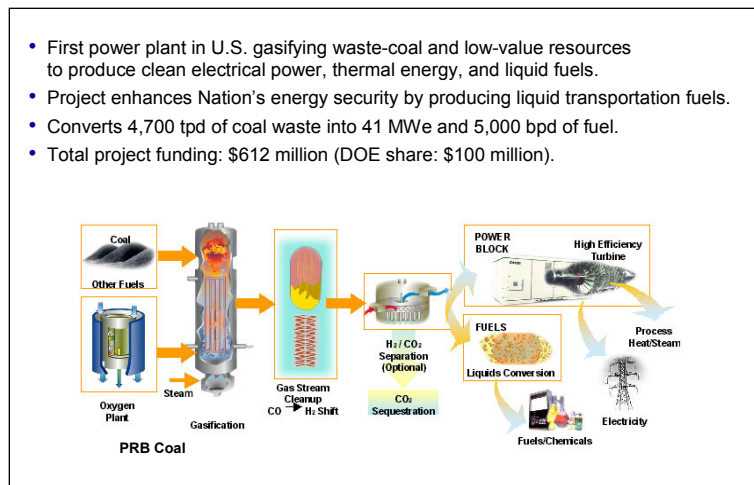 • First power plant in U.S. gasifying waste-coal and low-value resources
to produce clean electrical power, thermal energy, and liquid fuels.
• Project enhances Nation's energy security by producing liquid transportation fuels.
• Converts 4,700 tpd of coal waste into 41 MWe and 5,000 bpd of fuel.
• Total project funding: $612 million (DOE share: $100 million).
Coal
Other Fuels
Oxygen
Plant
Steam
PRB Coal
Gasification
Gas Stream
Cleanup
CO → H₂ Shift
H₂ / CO₂
Separation
(Optional)
CO₂
Sequestration
POWER
BLOCK
High Efficiency
Turbine
FUELS
Liquids Conversion
Process
Heat/Steam
Electricity
Fuels/Chemicals